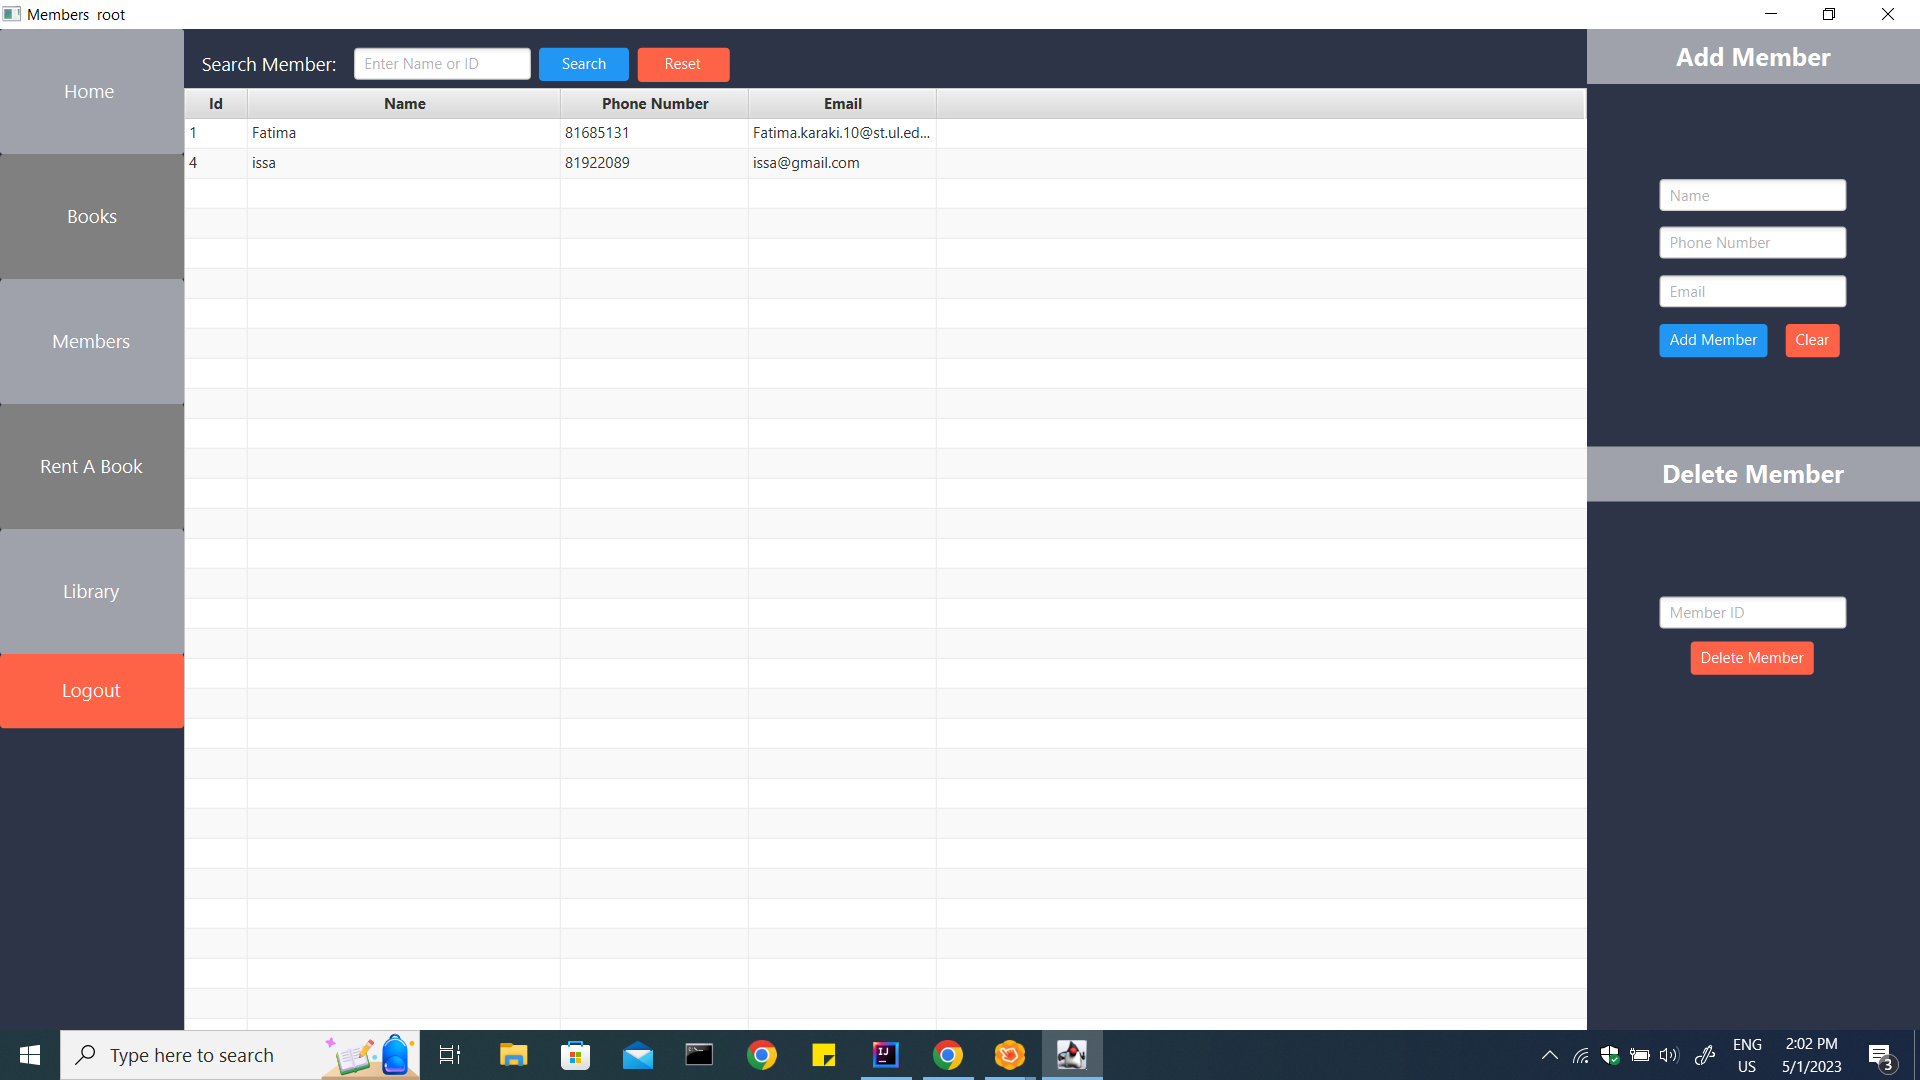 Members root
Home
Books
Members
Rent A Book
Library
Logout
Search Member: Enter Name or ID Search Reset
Id Name Phone Number Email
1 Fatima 81685131 Fatima.karaki.10@st.ul.ed...
4 issa 81922089 issa@gmail.com
Add Member
Name
Phone Number
Email
Add Member Clear
Delete Member
Member ID
Delete Member
Type here to search
IJ
ENG
US
2:02 PM
5/1/2023
3